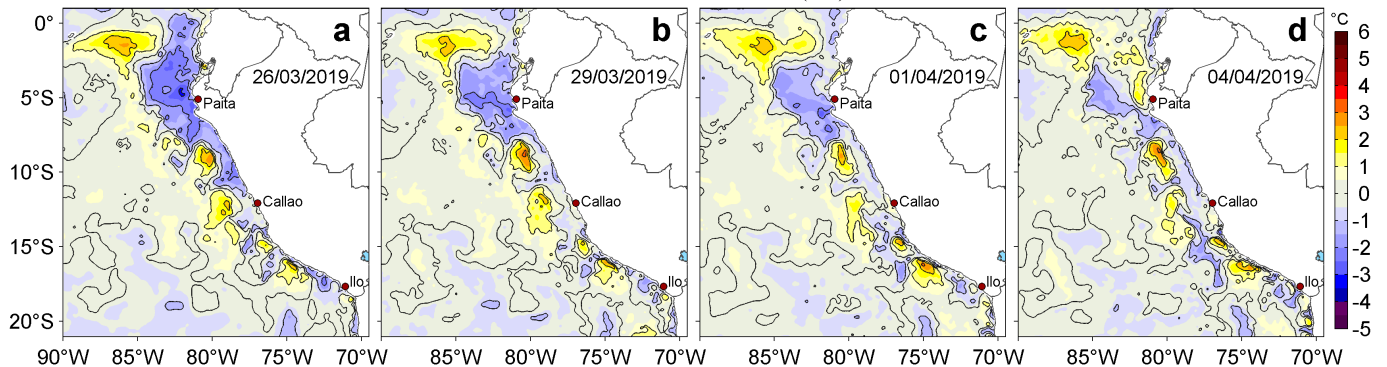 a
b
c
d
°C
0°
5°S
10°S
15°S
20°S
26/03/2019
29/03/2019
01/04/2019
04/04/2019
Paita
Paita
Paita
Paita
Callao
Callao
Callao
Callao
Ilo
Ilo
Ilo
Ilo
90°W
85°W
80°W
75°W
70°W
85°W
80°W
75°W
70°W
85°W
80°W
75°W
70°W
85°W
80°W
75°W
70°W
6
5
4
3
2
1
0
-1
-2
-3
-4
-5